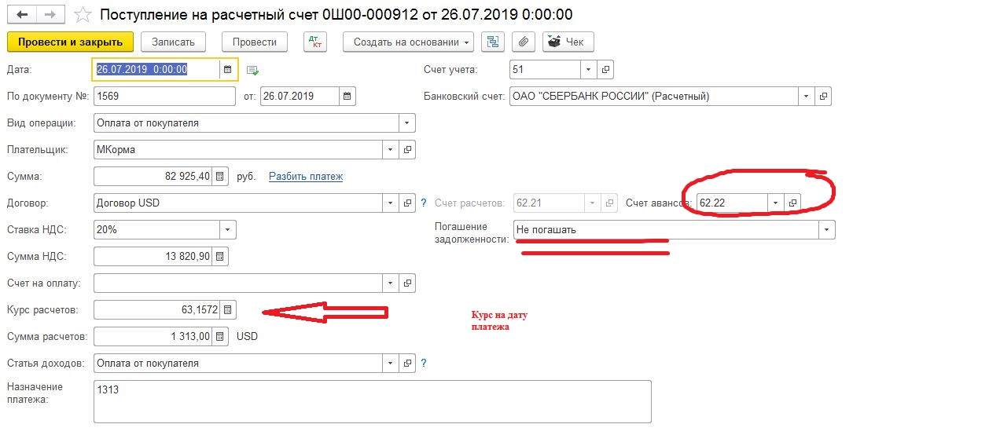 Поступление на расчетный счет 0Ш00-000912 от 26.07.2019 0:00:00
Провести и закрыть Записать Провести Дт Кт Создать на основании Чек
Дата: 26.07.2019 0:00:00 Счет учета: 51
По документу №: 1569 от: 26.07.2019 Банковский счет: ОАО "СБЕРБАНК РОССИИ" (Расчетный)
Вид операции: Оплата от покупателя
Плательщик: МКорма
Сумма: 82 925,40 руб. Разбить платеж
Договор: Договор USD ? Счет расчетов: 62.21 Счет авансов: 62.22
Ставка НДС: 20% Погашение задолженности: Не погашать
Сумма НДС: 13 820,90
Счет на оплату:
Курс расчетов: 63,1572 Курс на дату
платежа
Сумма расчетов: 1 313,00 USD
Статья доходов: Оплата от покупателя ?
Назначение платежа: 1313